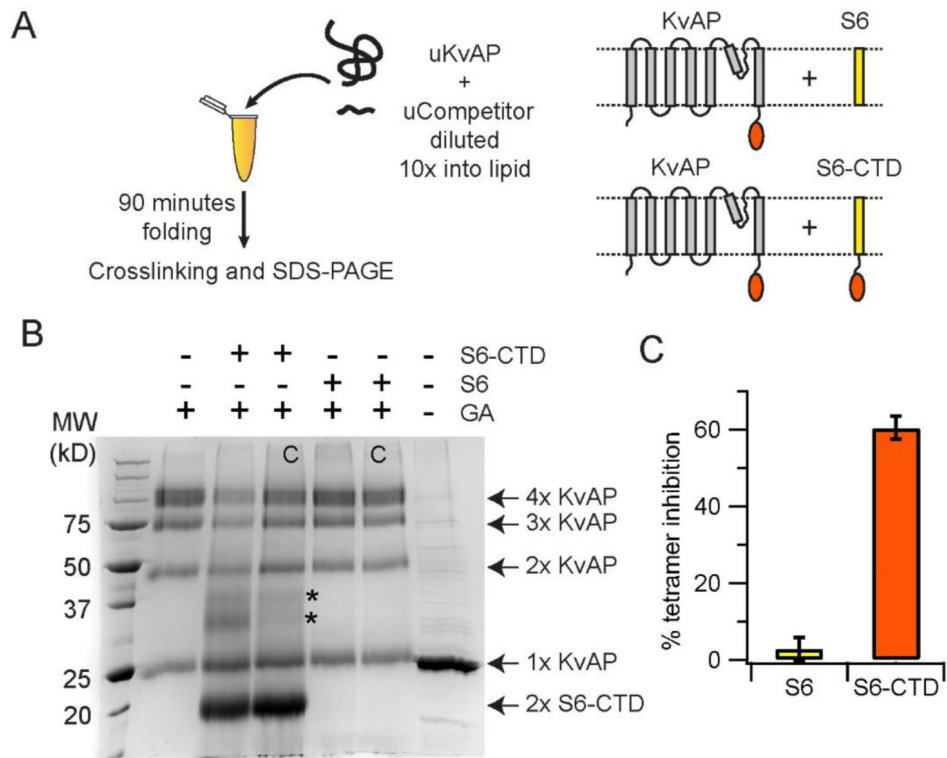 A
uKvAP
+
uCompetitor
diluted
10x into lipid
90 minutes
folding
Crosslinking and SDS-PAGE
KvAP
S6
+
KvAP
S6-CTD
+
B
- + + - - - S6-CTD
- - - + + - S6
+ + + + + - GA
MW
(kD)
C C
75
50
37
25
20
4x KvAP
3x KvAP
2x KvAP
*
*
1x KvAP
2x S6-CTD
C
% tetramer inhibition
60
40
20
0
S6 S6-CTD